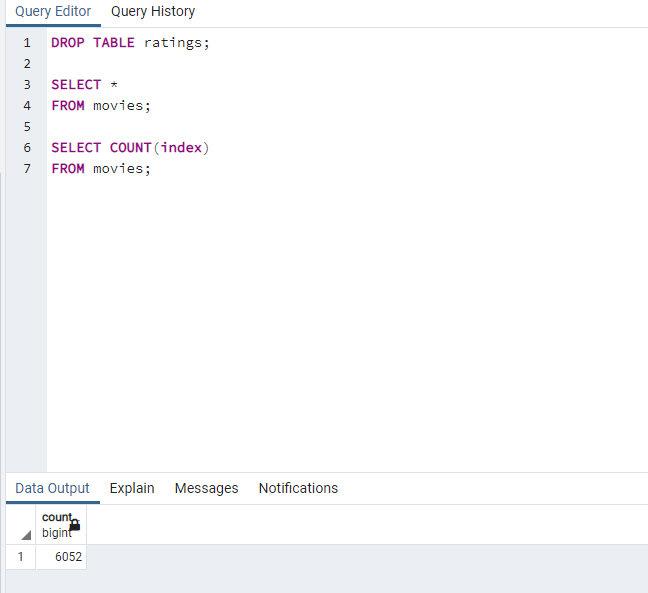 Query Editor Query History
1 DROP TABLE ratings;
2
3 SELECT *
4 FROM movies;
5
6 SELECT COUNT(index)
7 FROM movies;
Data Output Explain Messages Notifications
count
bigint
1 6052